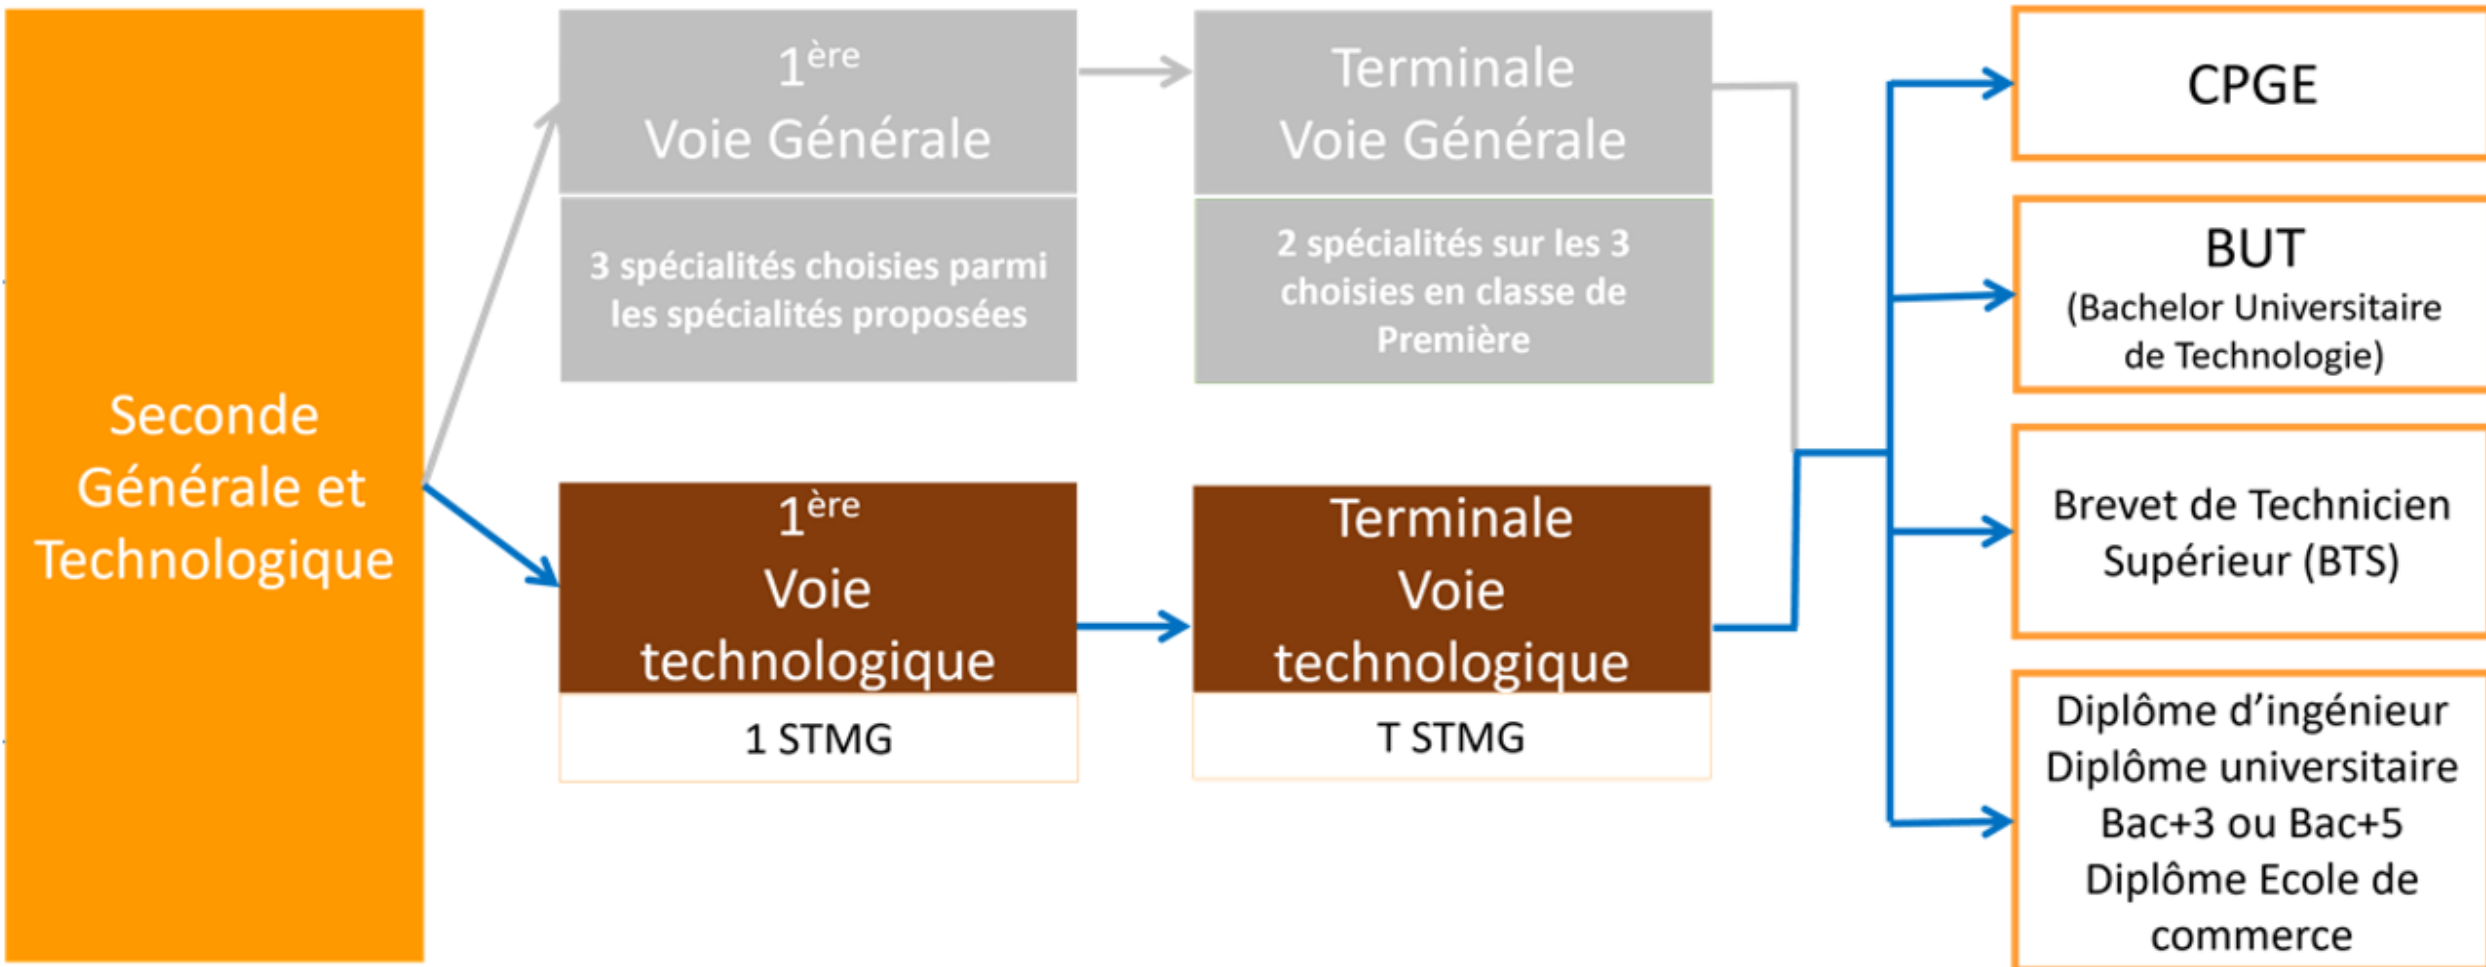 Seconde
Générale et
Technologique
1ère
Voie Générale
3 spécialités choisies parmi
les spécialités proposées
Terminale
Voie Générale
2 spécialités sur les 3
choisies en classe de
Première
1ère
Voie
technologique
1 STMG
Terminale
Voie
technologique
T STMG
CPGE
BUT
(Bachelor Universitaire
de Technologie)
Brevet de Technicien
Supérieur (BTS)
Diplôme d’ingénieur
Diplôme universitaire
Bac+3 ou Bac+5
Diplôme Ecole de
commerce